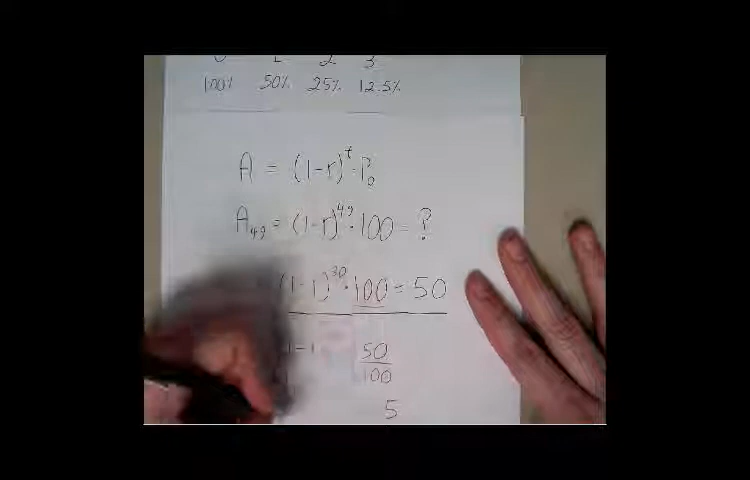 0 1 2 3
100% 50% 25% 12.5%
A = (1-r)^t · P₀
A₄₉ = (1-r)^49 · 100 = ?
(1-r)^30 · 100 = 50
50
100
5